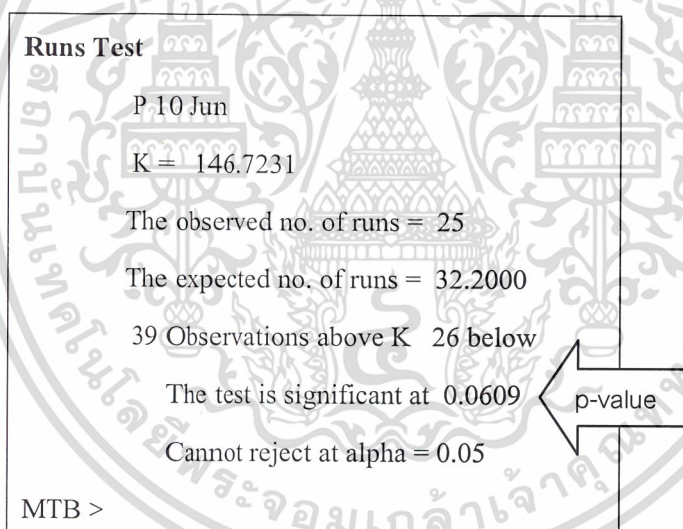 Runs Test
P 10 Jun
K = 146.7231
The observed no. of runs = 25
The expected no. of runs = 32.2000
39 Observations above K 26 below
The test is significant at 0.0609
p-value
Cannot reject at alpha = 0.05
MTB >